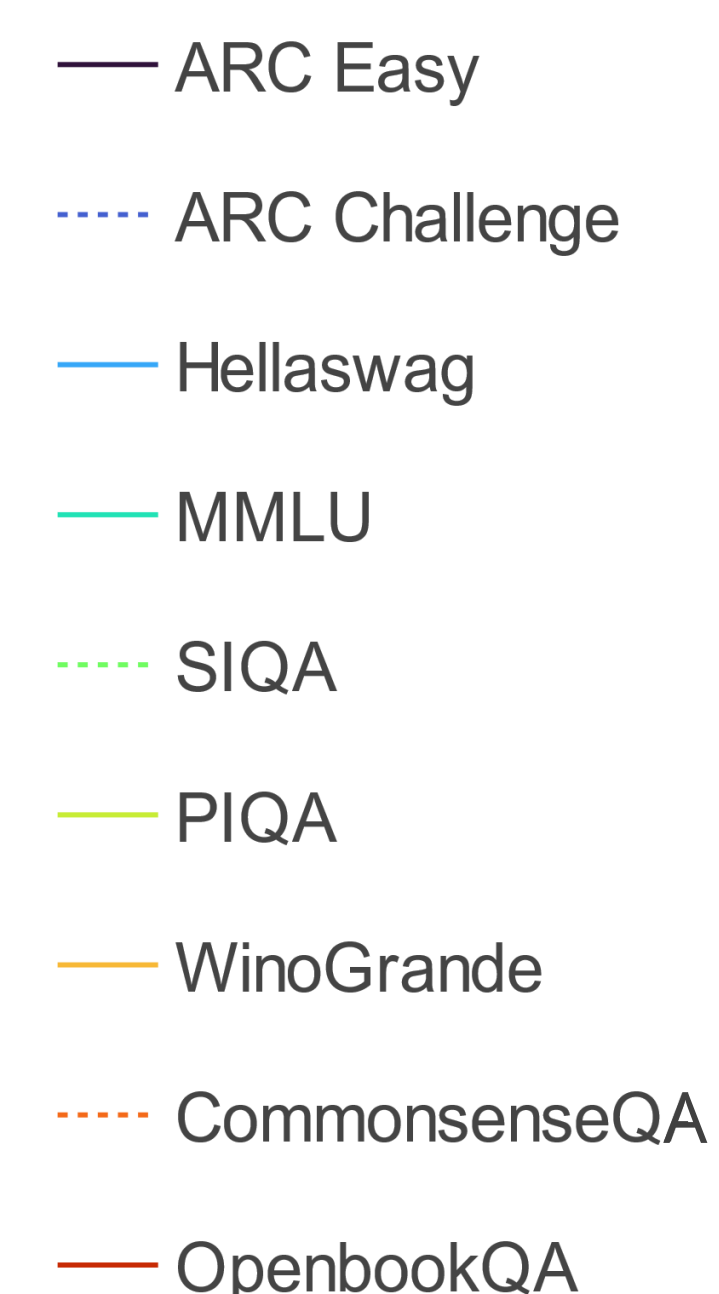 ARC Easy
ARC Challenge
Hellaswag
MMLU
SIQA
PIQA
WinoGrande
CommonsenseQA
OpenbookQA